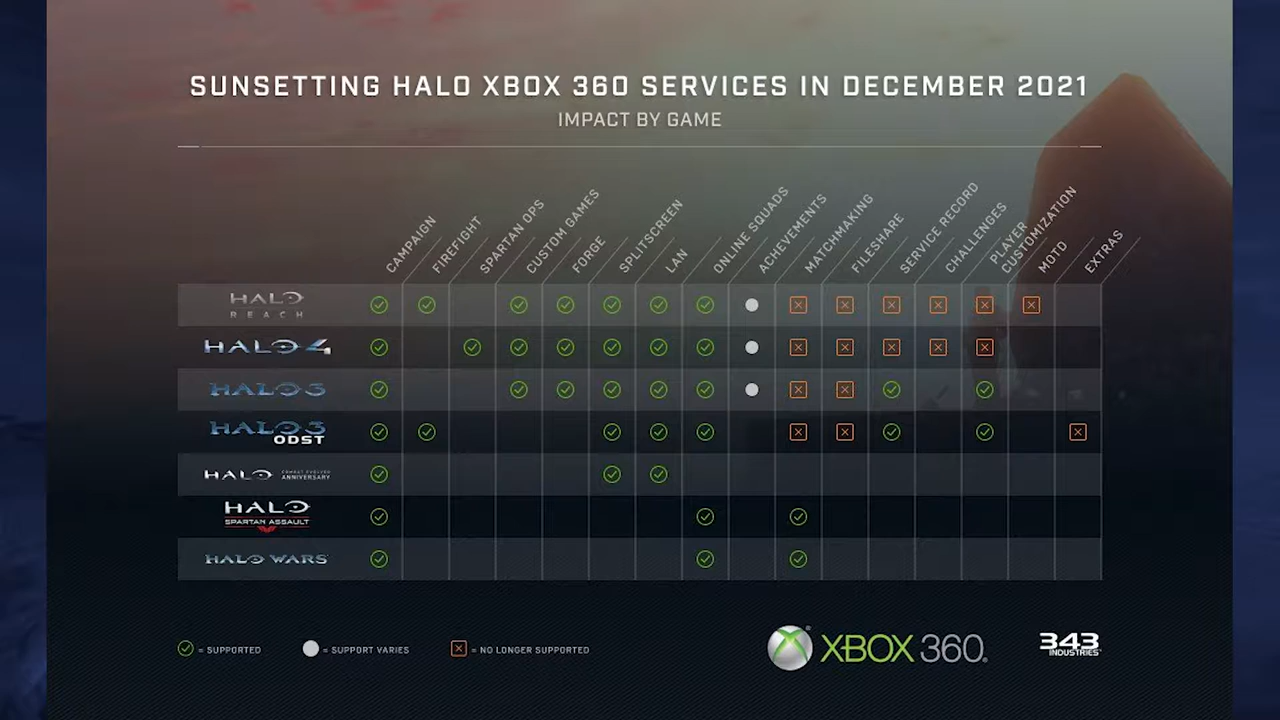 SUNSETTING HALO XBOX 360 SERVICES IN DECEMBER 2021
IMPACT BY GAME
CAMPAIGN
FIREFIGHT
SPARTAN OPS
CUSTOM GAMES
FORGE
SPLITSCREEN
LAN
ONLINE SQUADS
ACHIEVEMENTS
MATCHMAKING
FILESHARE
SERVICE RECORD
CHALLENGES
PLAYER
CUSTOMIZATION
MOTD
EXTRAS
HALO
REACH
HALO 4
HALO 3
HALO 3
ODST
HALO COMBAT EVOLVED
ANNIVERSARY
HALO
SPARTAN ASSAULT
HALO WARS
= SUPPORTED
= SUPPORT VARIES
= NO LONGER SUPPORTED
XBOX 360
343
INDUSTRIES